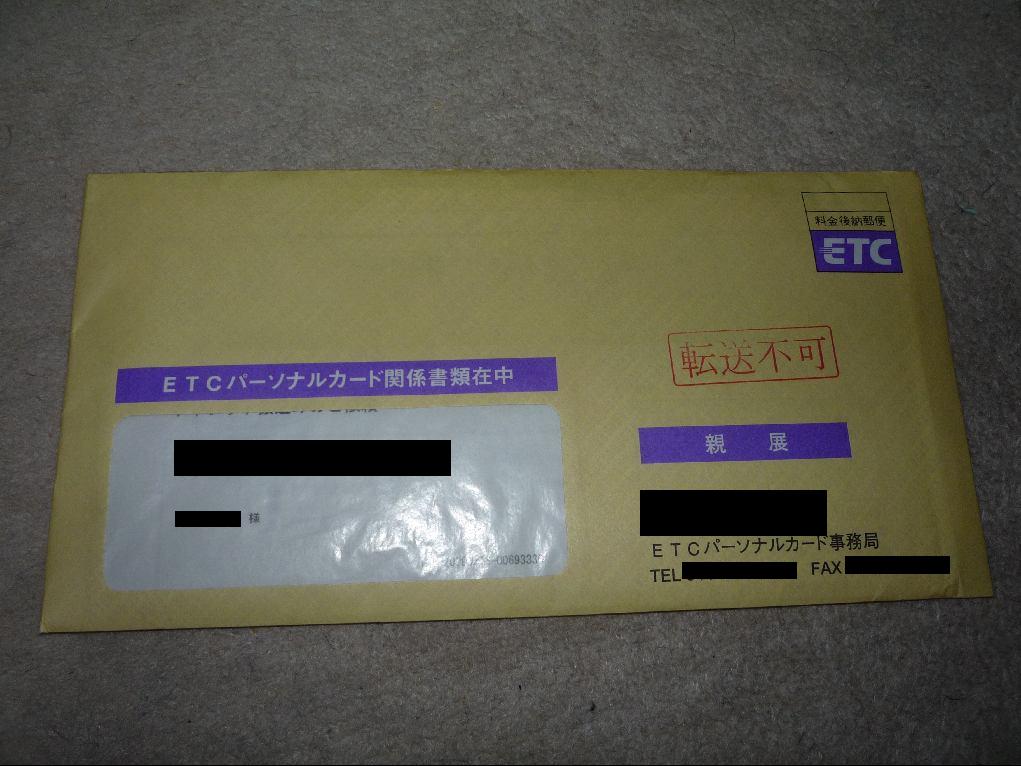 料金後納郵便
ETC
転送不可
ETCパーソナルカード関係書類在中
様
親展
ETCパーソナルカード事務局
TEL FAX